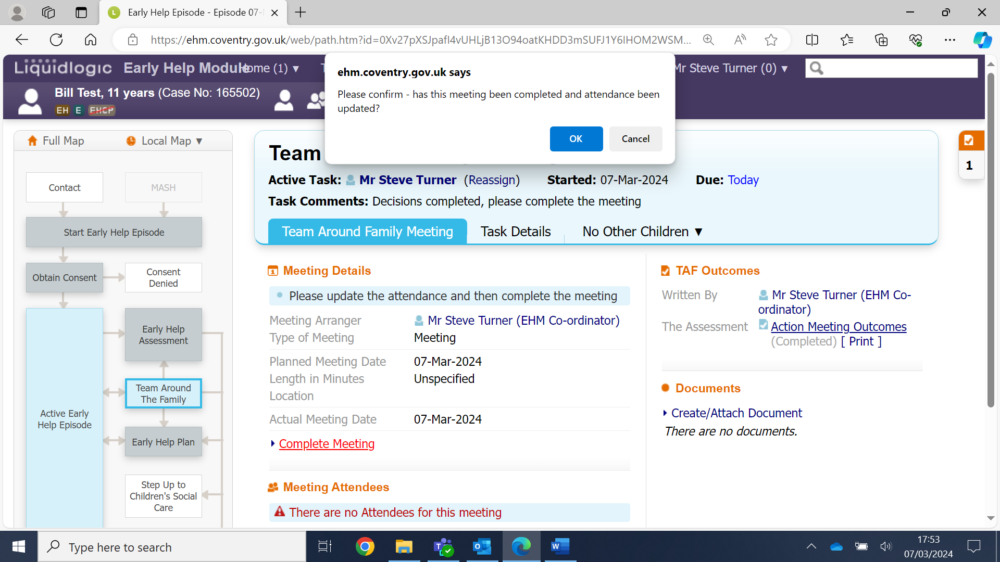 Early Help Episode - Episode 07-
https://ehm.coventry.gov.uk/web/path.htm?id=0Xv27pXSJpafI4vUHLjB13O94oatKHDD3mSUFJ1Y6IHOM2WSM...
Liquidlogic Early Help Module
Home (1) ▼
Mr Steve Turner (0) ▼
Bill Test, 11 years (Case No: 165502)
EH E EHCP
ehm.coventry.gov.uk says
Please confirm - has this meeting been completed and attendance been
updated?
OK Cancel
Full Map Local Map ▼
Contact
MASH
Start Early Help Episode
Obtain Consent
Consent
Denied
Early Help
Assessment
Team Around
The Family
Active Early
Help Episode
Early Help Plan
Step Up to
Children's Social
Care
Team
Active Task: Mr Steve Turner (Reassign) Started: 07-Mar-2024 Due: Today
Task Comments: Decisions completed, please complete the meeting
Team Around Family Meeting Task Details No Other Children ▼
1
Meeting Details
Please update the attendance and then complete the meeting
Meeting Arranger Mr Steve Turner (EHM Co-ordinator)
Type of Meeting Meeting
Planned Meeting Date 07-Mar-2024
Length in Minutes Unspecified
Location
Actual Meeting Date 07-Mar-2024
Complete Meeting
Meeting Attendees
There are no Attendees for this meeting
TAF Outcomes
Written By Mr Steve Turner (EHM Co-
ordinator)
The Assessment Action Meeting Outcomes
(Completed) [ Print ]
Documents
Create/Attach Document
There are no documents.
Type here to search
17:53
07/03/2024